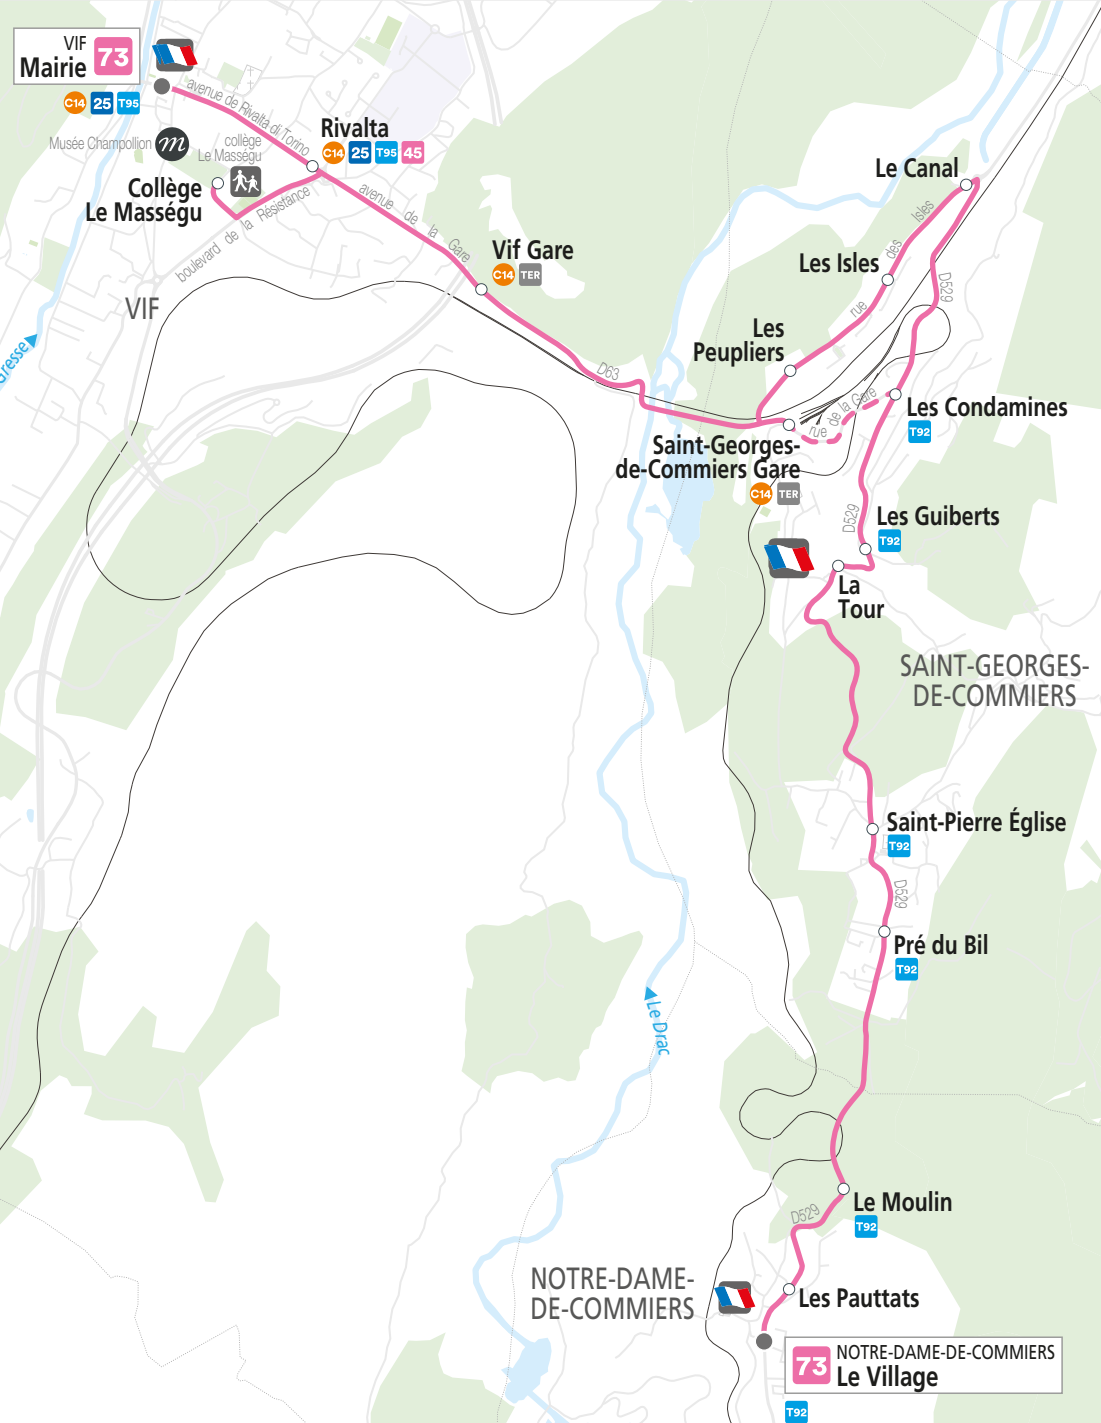 VIF
Mairie
73
C14 25 T95
avenue de Rivalta di Torino
Musée Champollion
m
collège
Le Masségu
Rivalta
C14 25 T95 45
Collège
Le Masségu
boulevard de la Résistance
avenue de la Gare
Vif Gare
C14 TER
VIF
Gresse
D63
Le Canal
rue des Isles
Les Isles
D529
Les
Peupliers
rue de la Gare
Les Condamines
T92
Saint-Georges-
de-Commiers Gare
C14 TER
D529
Les Guiberts
T92
La
Tour
SAINT-GEORGES-
DE-COMMIERS
Saint-Pierre Église
T92
D529
Pré du Bil
T92
Le Drac
Le Moulin
T92
D529
NOTRE-DAME-
DE-COMMIERS
Les Pauttats
73
NOTRE-DAME-DE-COMMIERS
Le Village
T92